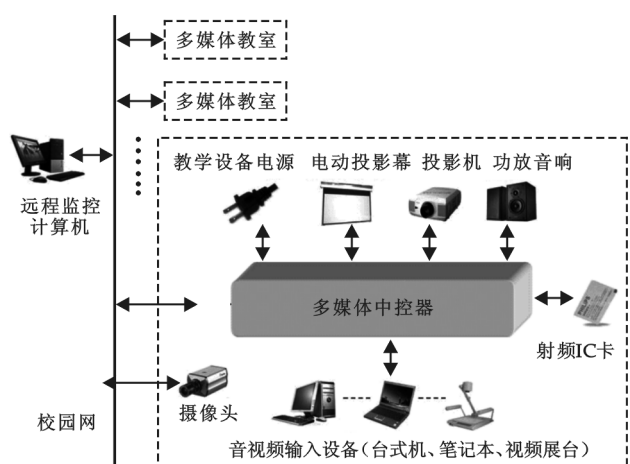 多媒体教室
多媒体教室
教学设备电源 电动投影幕 投影机 功放音响
远程监控
计算机
多媒体中控器
射频IC卡
摄像头
校园网
音视频输入设备(台式机、笔记本、视频展台)